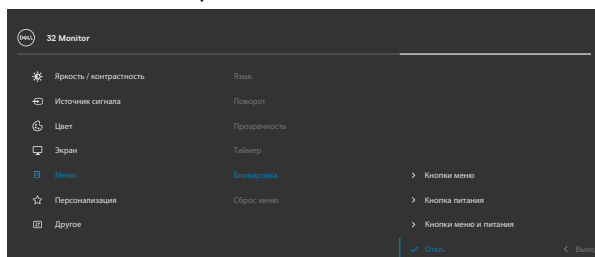 DELL 32 Monitor
Яркость / контрастность Язык
Источник сигнала Поворот
Цвет Прозрачность
Экран Таймер
Меню Блокировка Кнопки меню
Персонализация Сброс меню Кнопка питания
Другое Кнопки меню и питания
Откл. Выхо